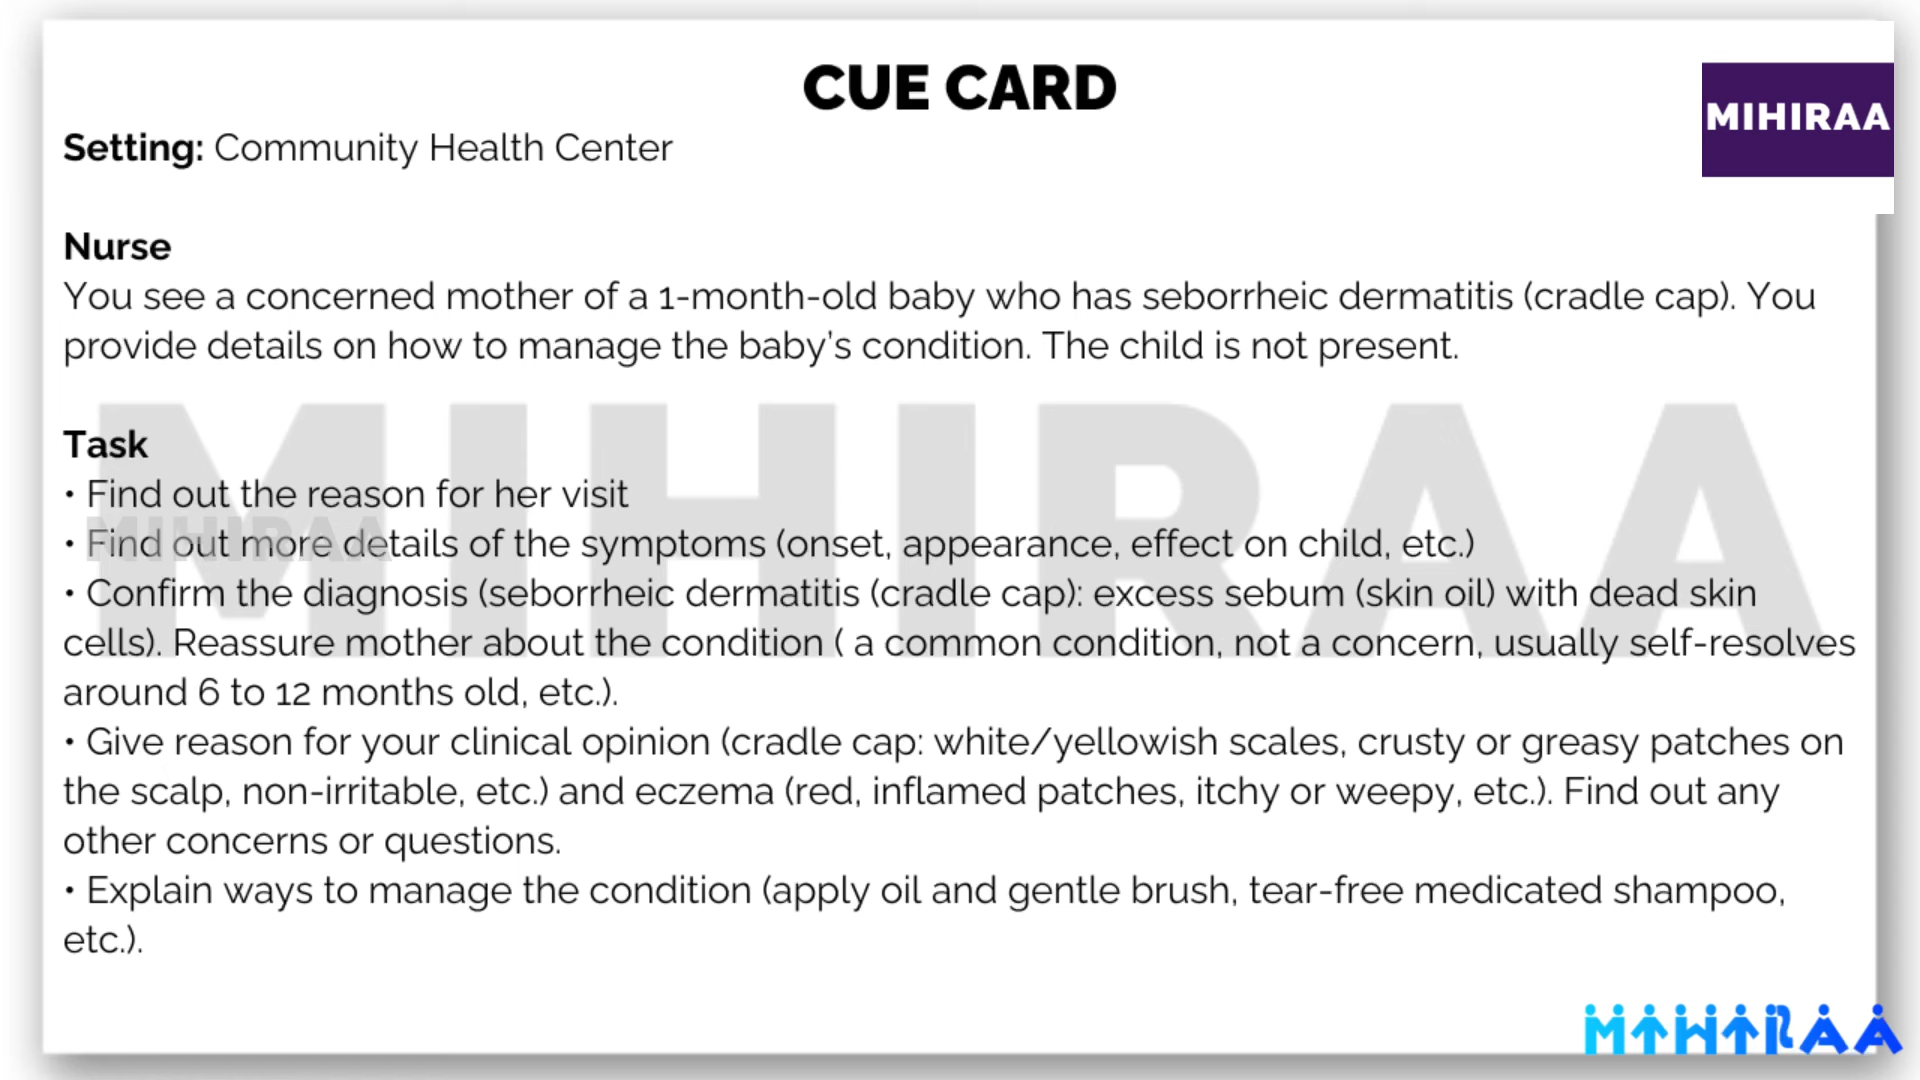 CUE CARD
MIHIRAA
Setting: Community Health Center
Nurse
You see a concerned mother of a 1-month-old baby who has seborrheic dermatitis (cradle cap). You
provide details on how to manage the baby's condition. The child is not present.
MIHIRAA
Task
• Find out the reason for her visit
MIHIRAA
• Find out more details of the symptoms (onset, appearance, effect on child, etc.)
• Confirm the diagnosis (seborrheic dermatitis (cradle cap): excess sebum (skin oil) with dead skin
cells). Reassure mother about the condition ( a common condition, not a concern, usually self-resolves
around 6 to 12 months old, etc.).
• Give reason for your clinical opinion (cradle cap: white/yellowish scales, crusty or greasy patches on
the scalp, non-irritable, etc.) and eczema (red, inflamed patches, itchy or weepy, etc.). Find out any
other concerns or questions.
• Explain ways to manage the condition (apply oil and gentle brush, tear-free medicated shampoo,
etc.).
MIHIRAA